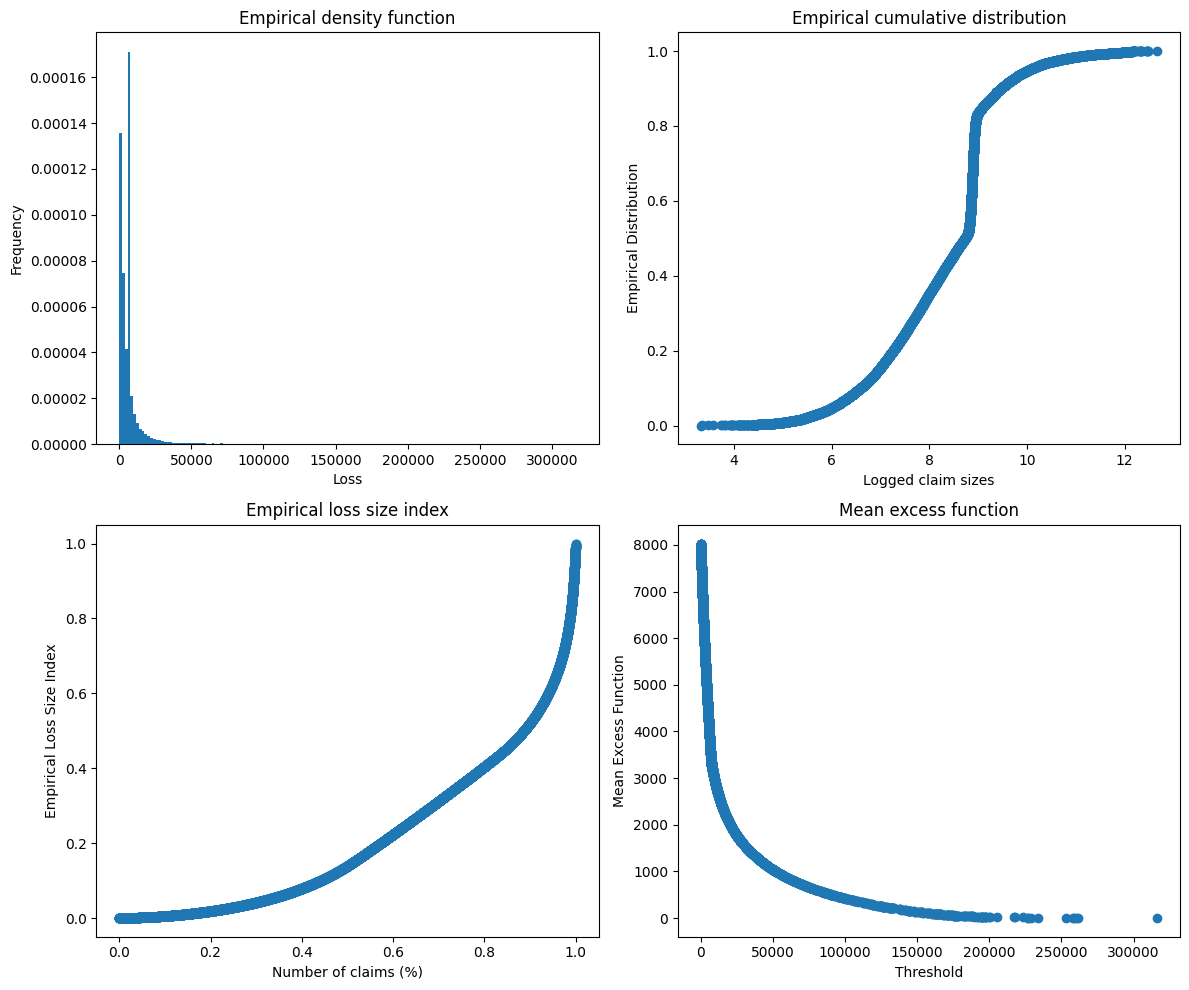 Empirical density function
Frequency
0.00016
0.00014
0.00012
0.00010
0.00008
0.00006
0.00004
0.00002
0.00000
0 50000 100000 150000 200000 250000 300000
Loss
Empirical cumulative distribution
Empirical Distribution
1.0
0.8
0.6
0.4
0.2
0.0
4 6 8 10 12
Logged claim sizes
Empirical loss size index
Empirical Loss Size Index
1.0
0.8
0.6
0.4
0.2
0.0
0.0 0.2 0.4 0.6 0.8 1.0
Number of claims (%)
Mean excess function
Mean Excess Function
8000
7000
6000
5000
4000
3000
2000
1000
0
0 50000 100000 150000 200000 250000 300000
Threshold